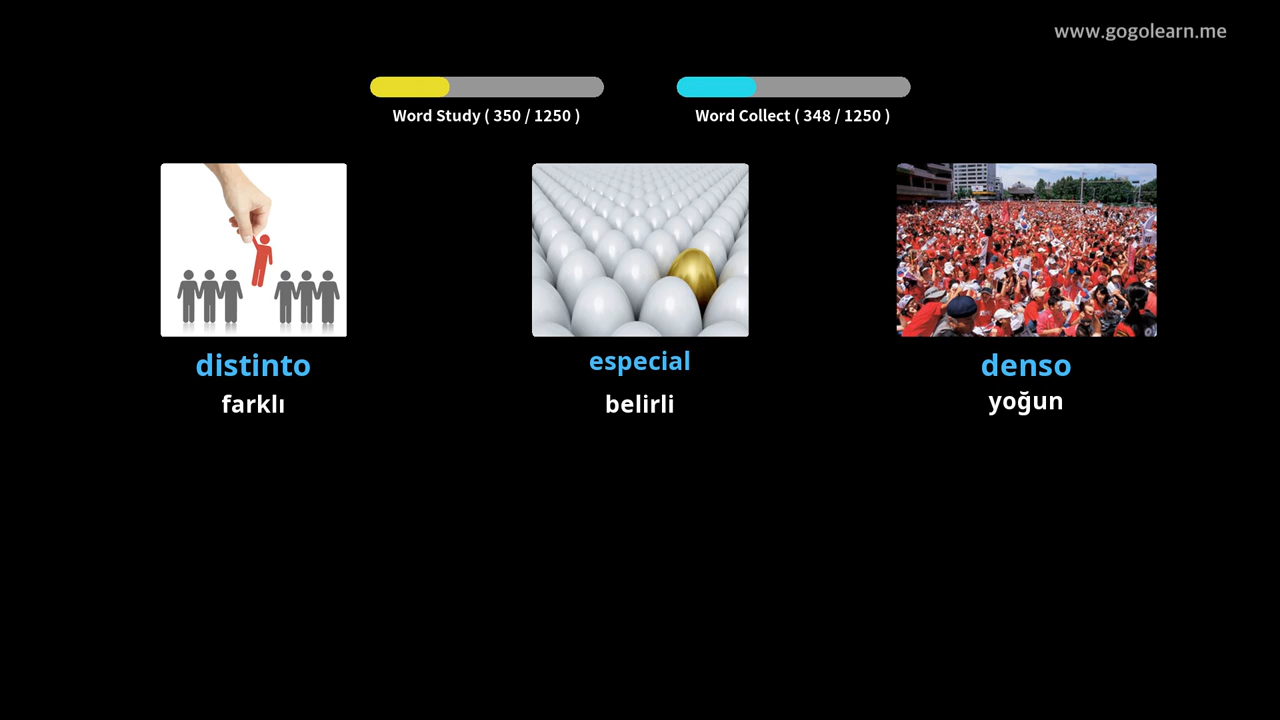 www.gogolearn.me
Word Study ( 350 / 1250 )
Word Collect ( 348 / 1250 )
distinto
farklı
especial
belirli
denso
yoğun